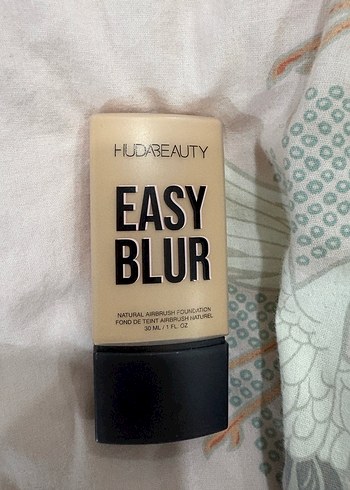 HUDABEAUTY
EASY
BLUR
NATURAL AIRBRUSH FOUNDATION
FOND DE TEINT AIRBRUSH NATUREL
30 ML / 1 FL. OZ